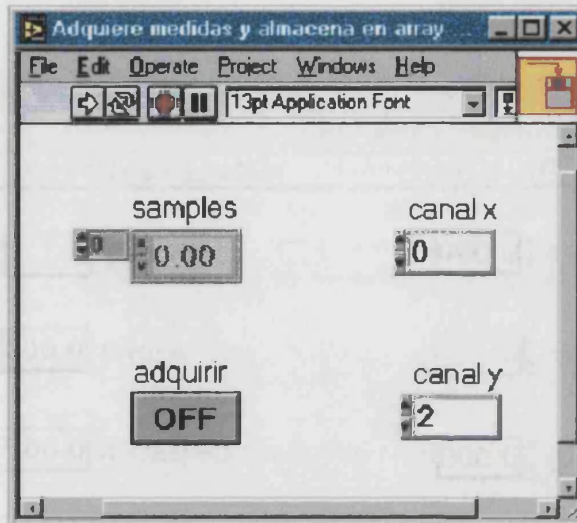 Adquiere medidas y almacena en array
File Edit Operate Project Windows Help
13pt Application Font
samples
0
0.00
canal x
0
adquirir
OFF
canal y
2